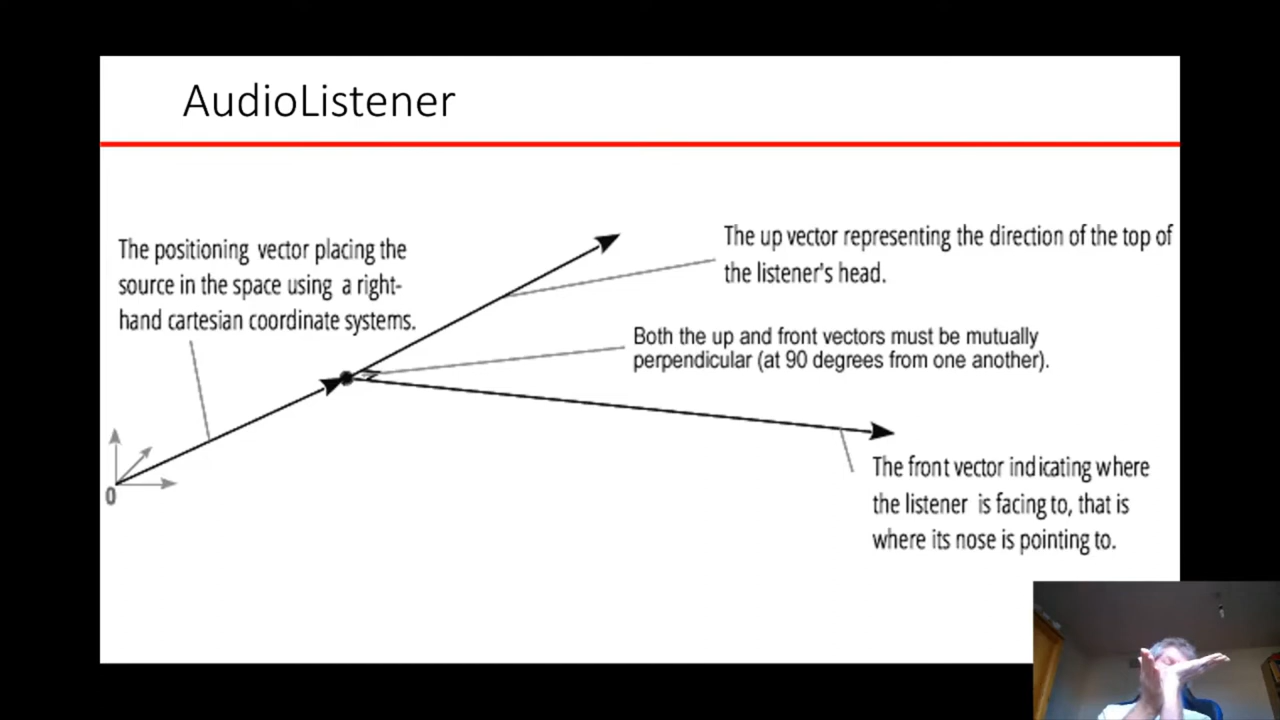 AudioListener
The positioning vector placing the
source in the space using a right-
hand cartesian coordinate systems.
The up vector representing the direction of the top of
the listener's head.
Both the up and front vectors must be mutually
perpendicular (at 90 degrees from one another).
0
The front vector indicating where
the listener is facing to, that is
where its nose is pointing to.